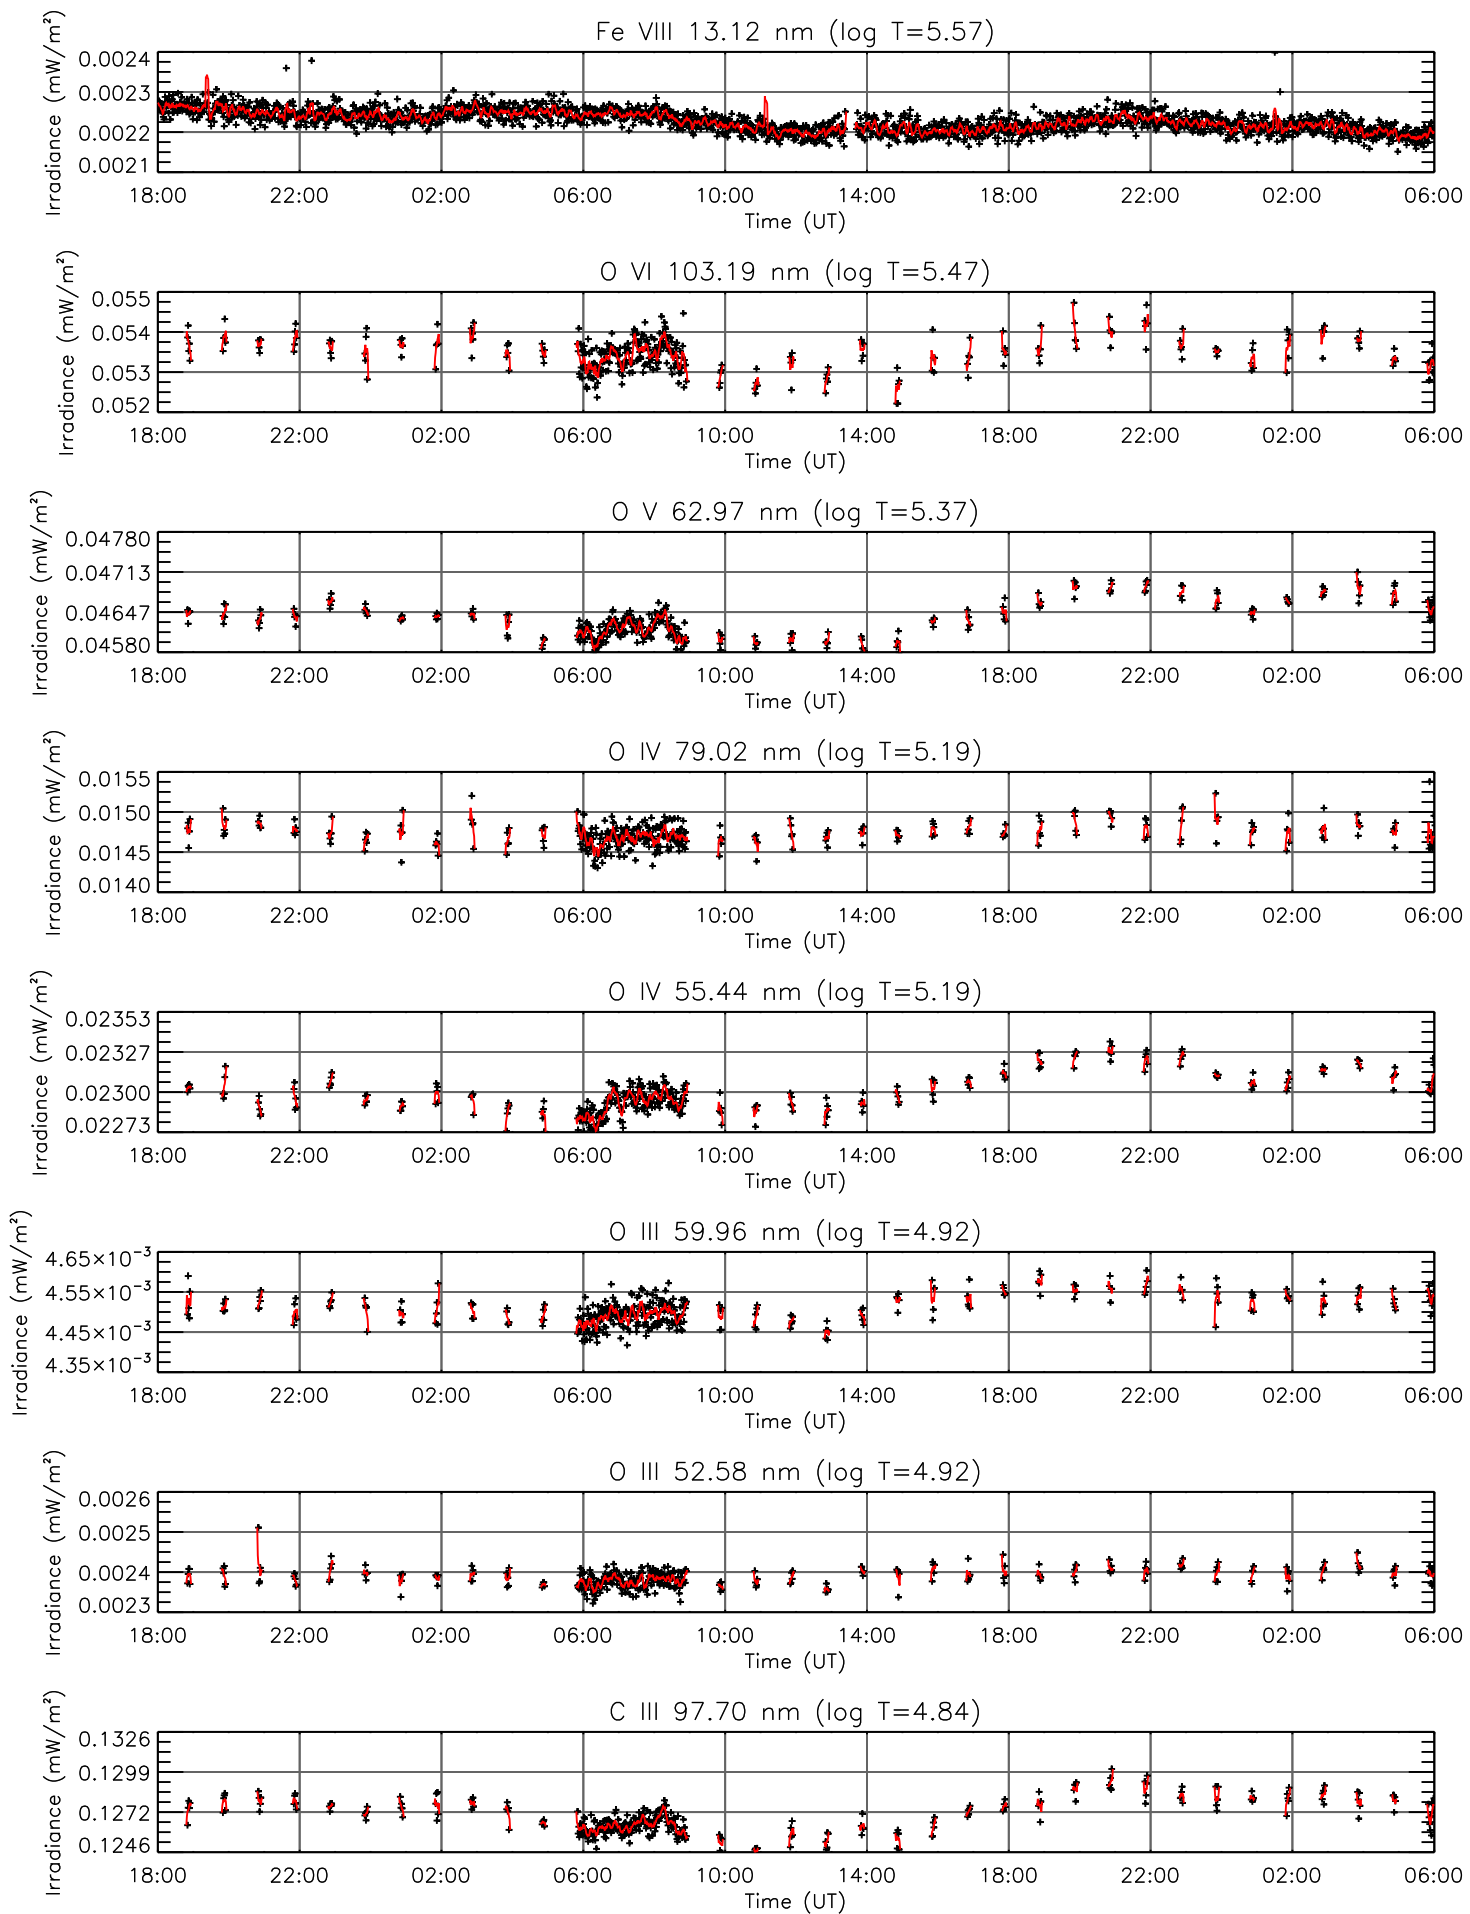 Fe VIII 13.12 nm (log T=5.57)
Irradiance (mW/m²)
0.0024
0.0023
0.0022
0.0021
18:00 22:00 02:00 06:00 10:00 14:00 18:00 22:00 02:00 06:00
Time (UT)
O VI 103.19 nm (log T=5.47)
Irradiance (mW/m²)
0.055
0.054
0.053
0.052
18:00 22:00 02:00 06:00 10:00 14:00 18:00 22:00 02:00 06:00
Time (UT)
O V 62.97 nm (log T=5.37)
Irradiance (mW/m²)
0.04780
0.04713
0.04647
0.04580
18:00 22:00 02:00 06:00 10:00 14:00 18:00 22:00 02:00 06:00
Time (UT)
O IV 79.02 nm (log T=5.19)
Irradiance (mW/m²)
0.0155
0.0150
0.0145
0.0140
18:00 22:00 02:00 06:00 10:00 14:00 18:00 22:00 02:00 06:00
Time (UT)
O IV 55.44 nm (log T=5.19)
Irradiance (mW/m²)
0.02353
0.02327
0.02300
0.02273
18:00 22:00 02:00 06:00 10:00 14:00 18:00 22:00 02:00 06:00
Time (UT)
O III 59.96 nm (log T=4.92)
Irradiance (mW/m²)
4.65×10⁻³
4.55×10⁻³
4.45×10⁻³
4.35×10⁻³
18:00 22:00 02:00 06:00 10:00 14:00 18:00 22:00 02:00 06:00
Time (UT)
O III 52.58 nm (log T=4.92)
Irradiance (mW/m²)
0.0026
0.0025
0.0024
0.0023
18:00 22:00 02:00 06:00 10:00 14:00 18:00 22:00 02:00 06:00
Time (UT)
C III 97.70 nm (log T=4.84)
Irradiance (mW/m²)
0.1326
0.1299
0.1272
0.1246
18:00 22:00 02:00 06:00 10:00 14:00 18:00 22:00 02:00 06:00
Time (UT)